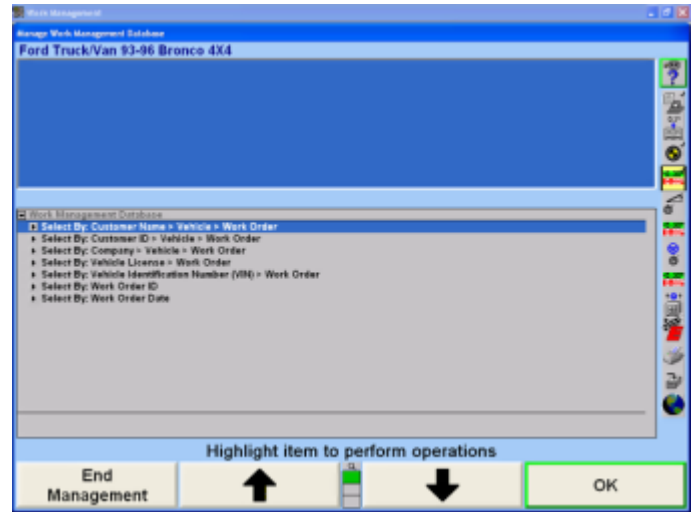 Work Management
Manage Work Management Database
Ford Truck/Van 93-96 Bronco 4X4
Work Management Database
Select By: Customer Name > Vehicle > Work Order
Select By: Customer ID > Vehicle > Work Order
Select By: Company > Vehicle > Work Order
Select By: Vehicle License > Work Order
Select By: Vehicle Identification Number (VIN) > Work Order
Select By: Work Order ID
Select By: Work Order Date
Highlight item to perform operations
End
Management
OK